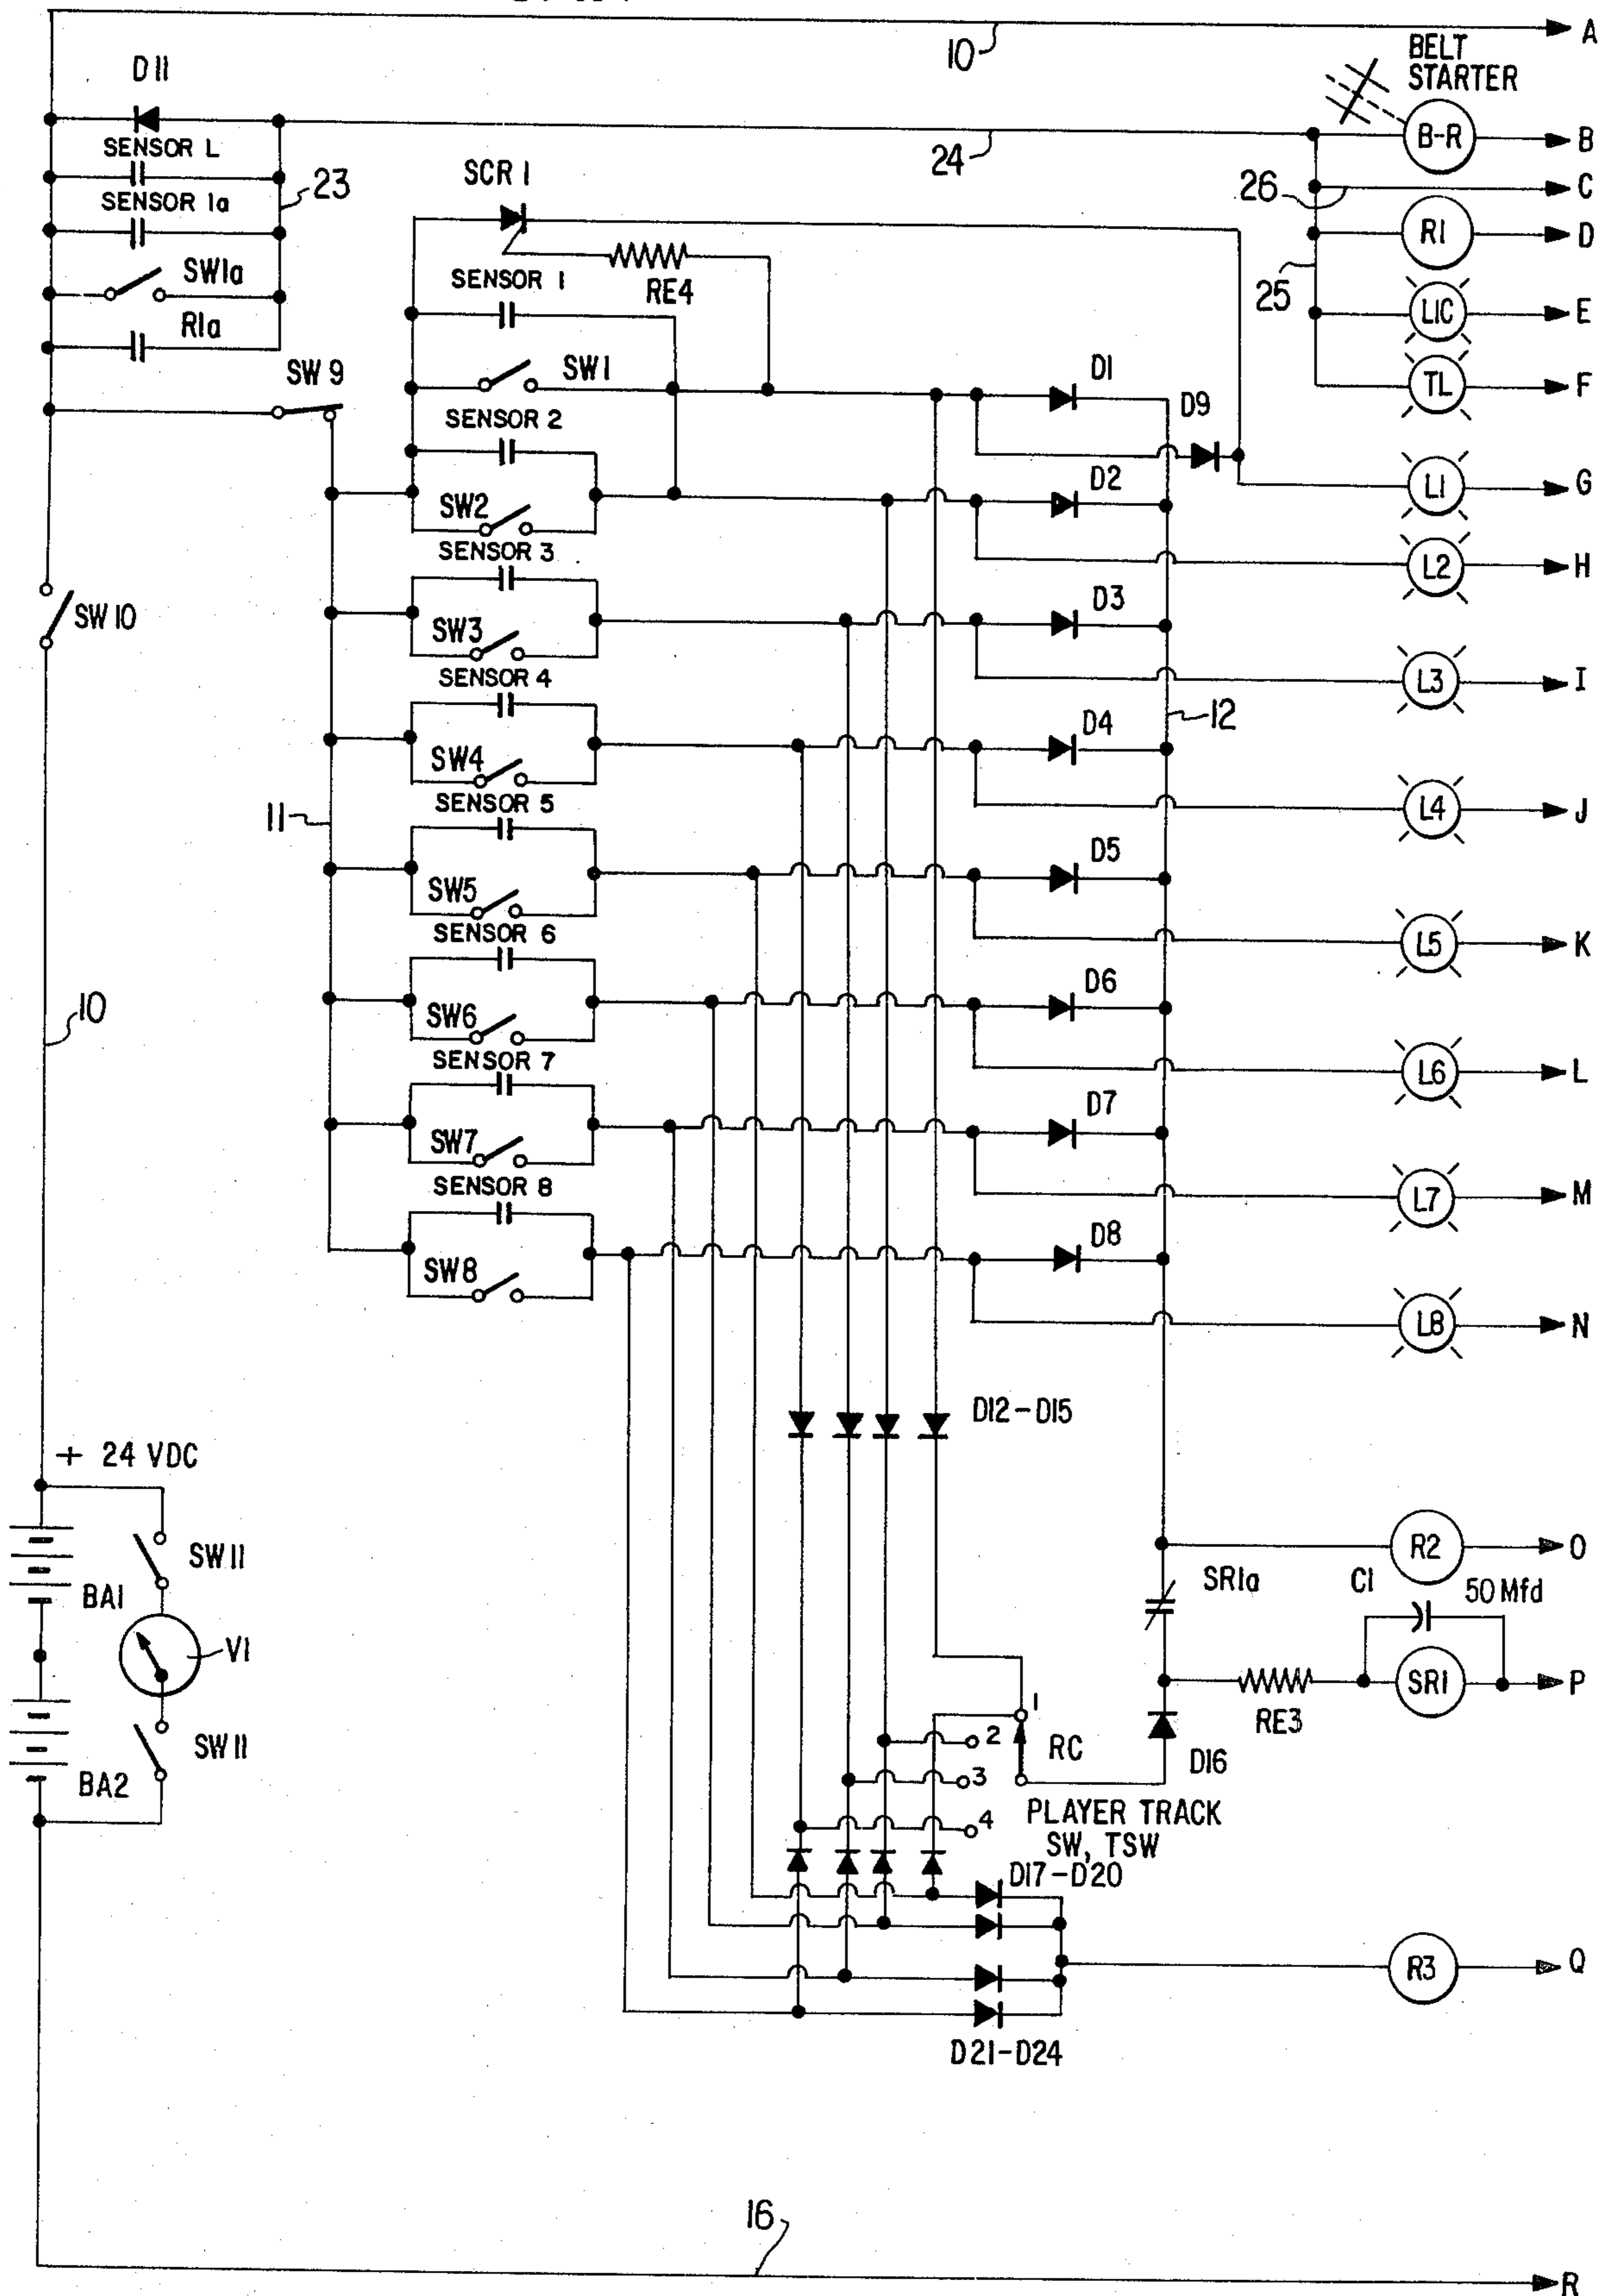 10
A
BELT
STARTER
D11
B-R
B
SENSOR L
24
23
SCR 1
26
C
SENSOR 1a
R1
D
SW1a
SENSOR 1
RE4
25
L1C
E
R1a
SW 9
SW1
D1
TL
F
D9
SENSOR 2
D2
L1
G
SW2
SENSOR 3
L2
H
SW 10
D3
SW3
SENSOR 4
L3
I
12
D4
SW4
11
SENSOR 5
L4
J
D5
SW5
SENSOR 6
L5
K
D6
10
SW6
SENSOR 7
L6
L
D7
SW7
SENSOR 8
L7
M
D8
SW8
L8
N
D12-D15
+ 24 VDC
SW 11
R2
O
SR1a
C1
50 Mfd
BA1
V1
SR1
P
RE3
1
2
RC
D16
SW 11
3
BA2
PLAYER TRACK
SW, TSW
4
D17-D20
R3
Q
D21-D24
16
R